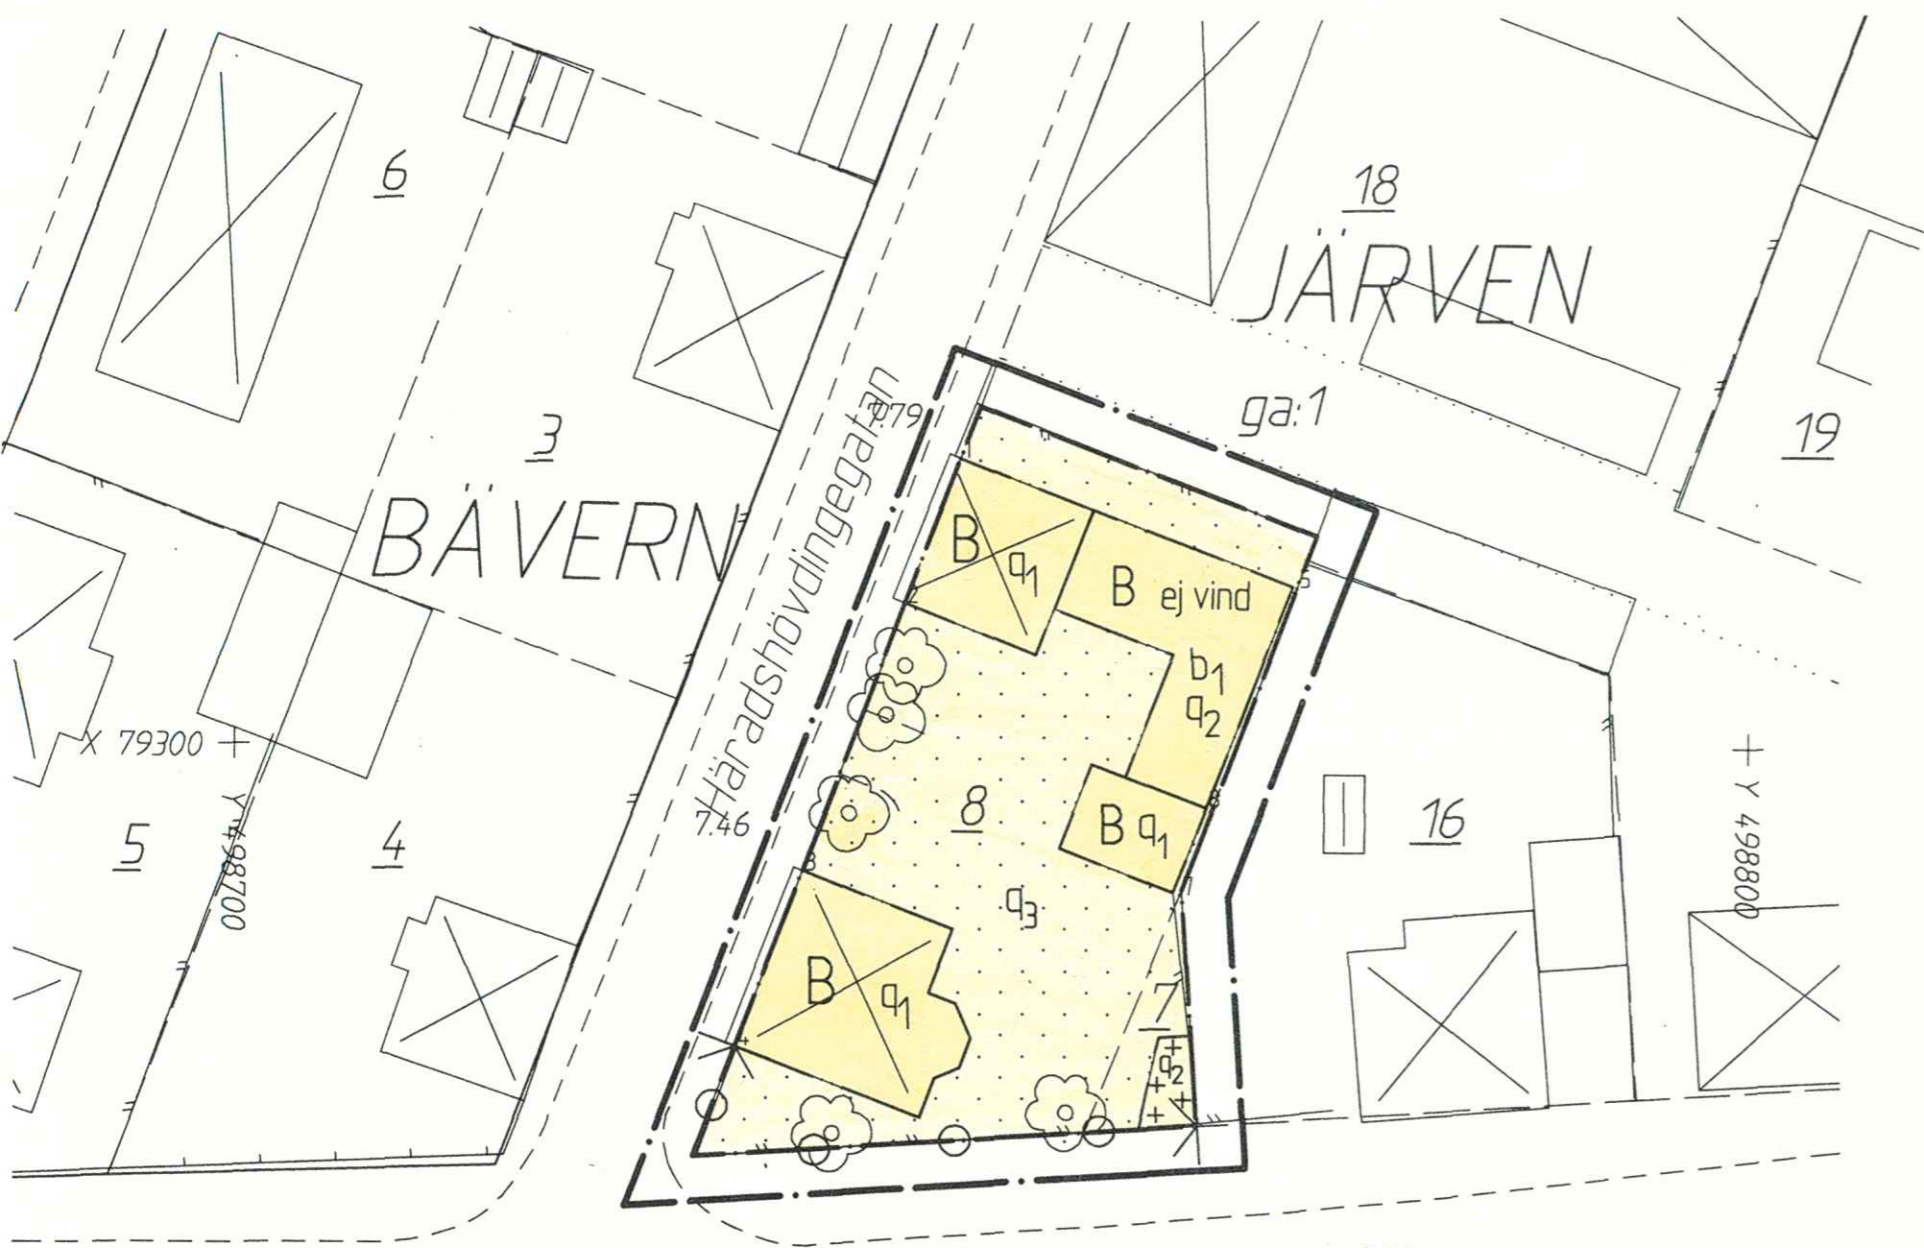 6
18
JÄRVEN
ga:1
19
3
7.79
BÄVERN
Häradshövdingegatan
B
q1
B ej vind
b1
q2
X 79300
Y 498700
5
4
7.46
8
B q1
16
Y 498800
q3
B
q1
7
q2